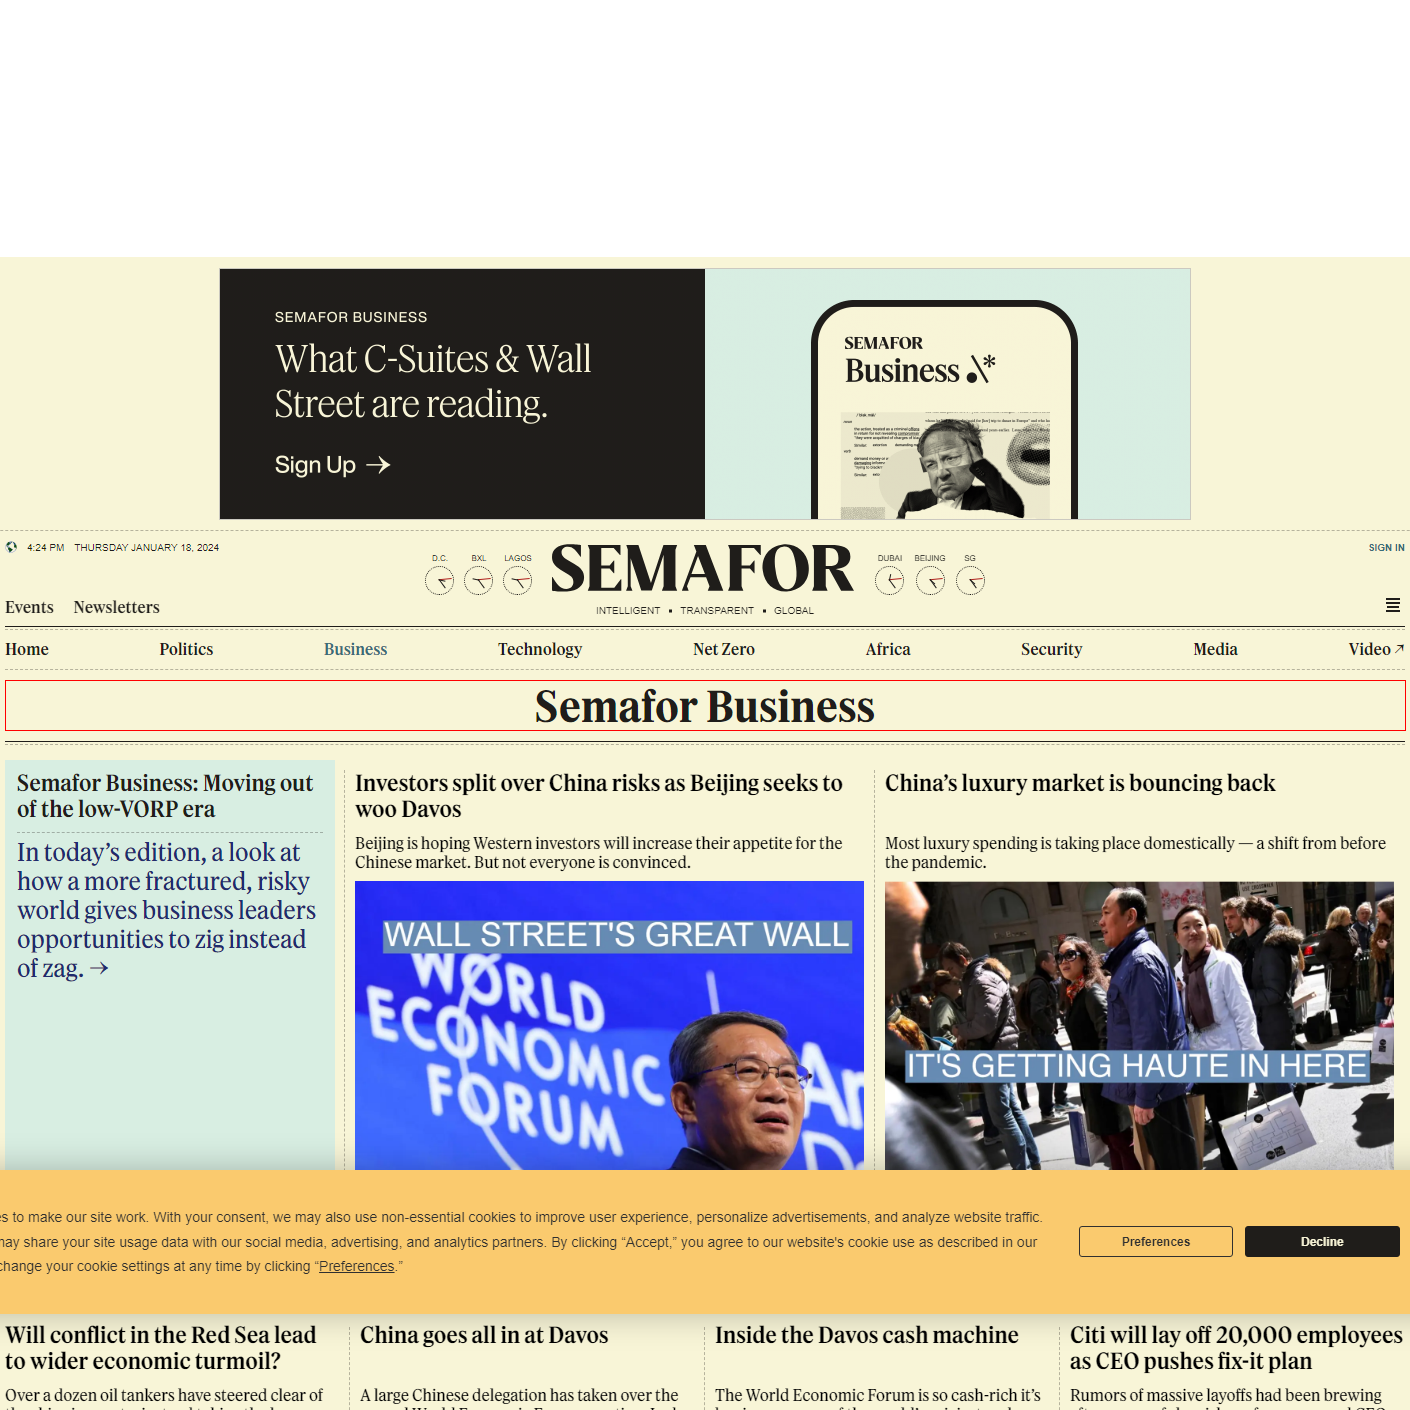 SEMAFOR BUSINESS
What C-Suites & Wall
Street are reading.
Sign Up →
SEMAFOR
Business
4:24 PM THURSDAY JANUARY 18, 2024
D.C. BXL LAGOS
SEMAFOR
DUBAI BEIJING SG
SIGN IN
INTELLIGENT ▪ TRANSPARENT ▪ GLOBAL
Events Newsletters
Home Politics Business Technology Net Zero Africa Security Media Video ↗
Semafor Business
Semafor Business: Moving out
of the low-VORP era
In today’s edition, a look at
how a more fractured, risky
world gives business leaders
opportunities to zig instead
of zag. →
Investors split over China risks as Beijing seeks to
woo Davos
Beijing is hoping Western investors will increase their appetite for the
Chinese market. But not everyone is convinced.
WALL STREET'S GREAT WALL
WORLD
ECONOMIC
FORUM
China’s luxury market is bouncing back
Most luxury spending is taking place domestically — a shift from before
the pandemic.
IT'S GETTING HAUTE IN HERE
to make our site work. With your consent, we may also use non-essential cookies to improve user experience, personalize advertisements, and analyze website traffic.
may share your site usage data with our social media, advertising, and analytics partners. By clicking “Accept,” you agree to our website's cookie use as described in our
change your cookie settings at any time by clicking “Preferences.”
Preferences
Decline
Will conflict in the Red Sea lead
to wider economic turmoil?
Over a dozen oil tankers have steered clear of
China goes all in at Davos
A large Chinese delegation has taken over the
Inside the Davos cash machine
The World Economic Forum is so cash-rich it’s
Citi will lay off 20,000 employees
as CEO pushes fix-it plan
Rumors of massive layoffs had been brewing